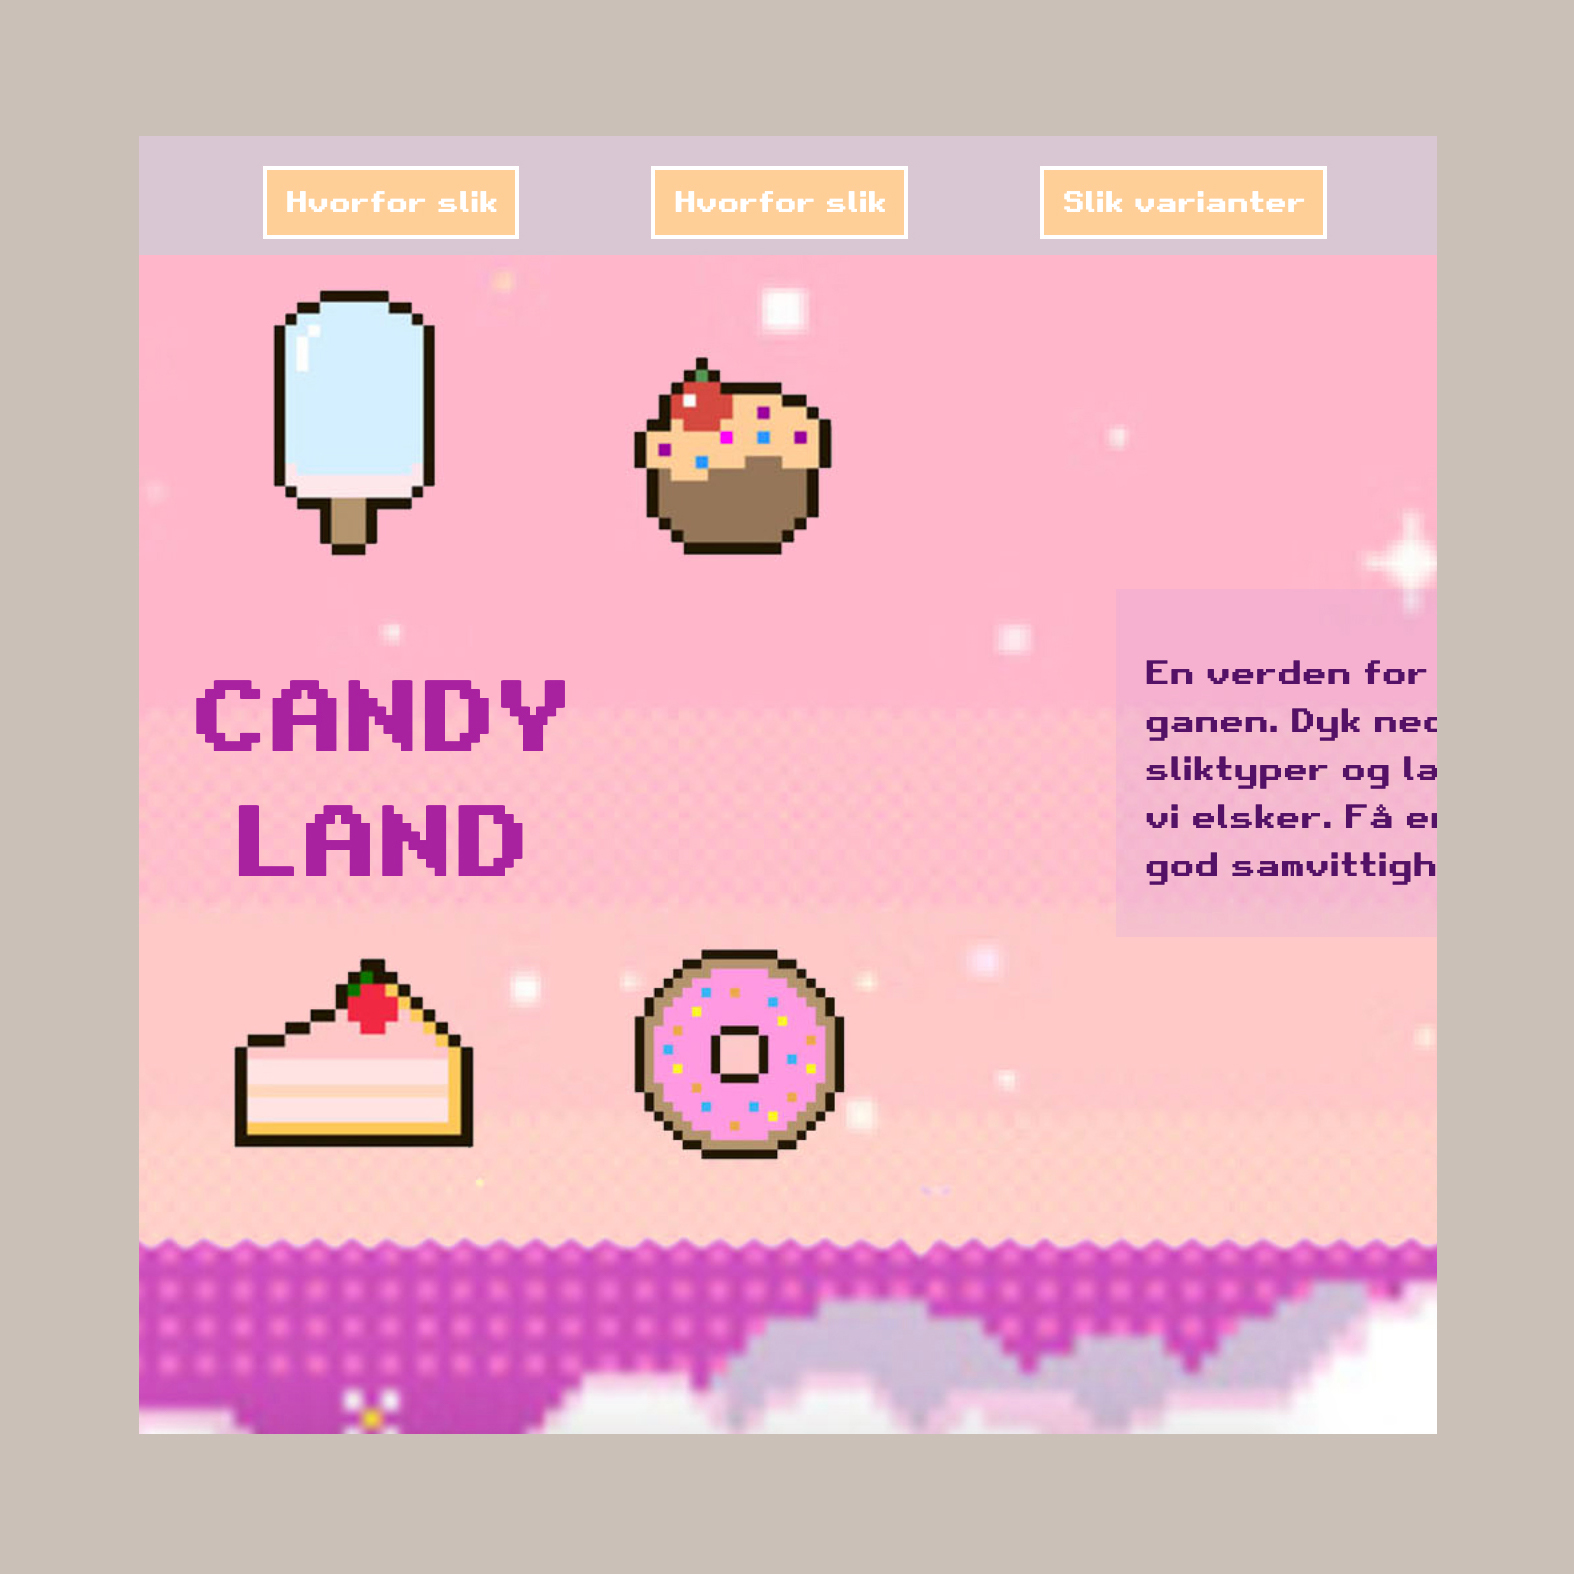 Hvorfor slik
Hvorfor slik
Slik varianter
CANDY
LAND
En verden for
ganen. Dyk
sliktyper og
vi elsker. Få
god